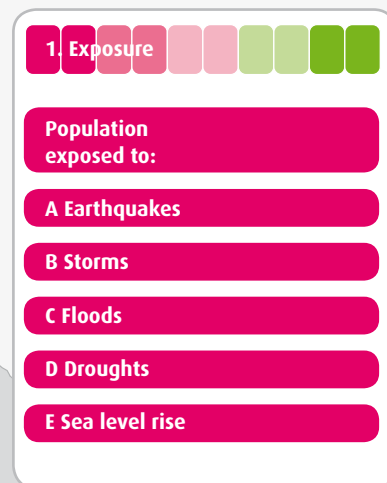 1. Exposure
Population
exposed to:
A Earthquakes
B Storms
C Floods
D Droughts
E Sea level rise